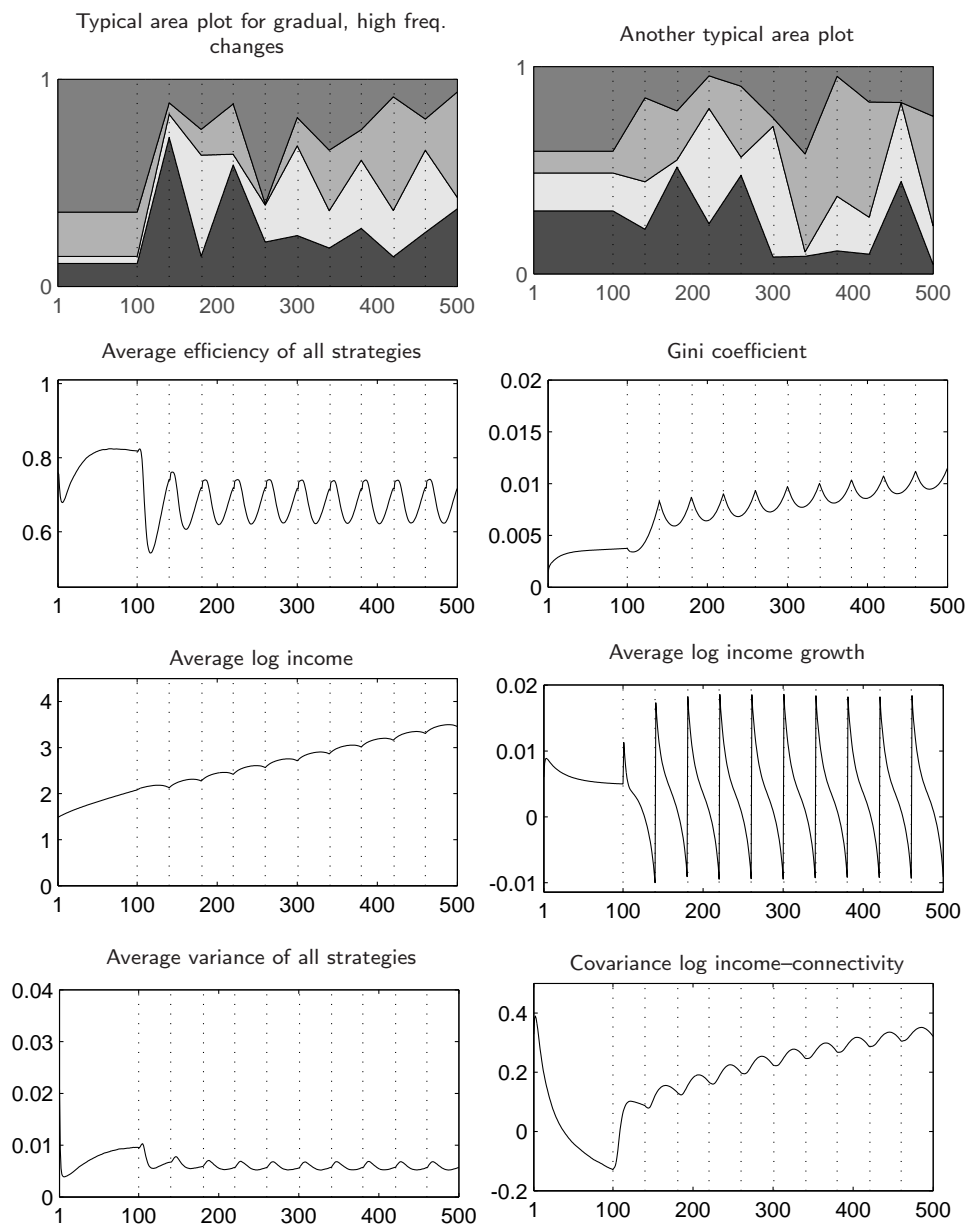 Typical area plot for gradual, high freq.
changes
1
0
1 100 200 300 400 500
Another typical area plot
1
0
1 100 200 300 400 500
Average efficiency of all strategies
1
0.8
0.6
1 100 200 300 400 500
Gini coefficient
0.02
0.015
0.01
0.005
0
1 100 200 300 400 500
Average log income
4
3
2
1
0
1 100 200 300 400 500
Average log income growth
0.02
0.01
0
-0.01
1 100 200 300 400 500
Average variance of all strategies
0.04
0.03
0.02
0.01
0
1 100 200 300 400 500
Covariance log income–connectivity
0.4
0.2
0
-0.2
1 100 200 300 400 500